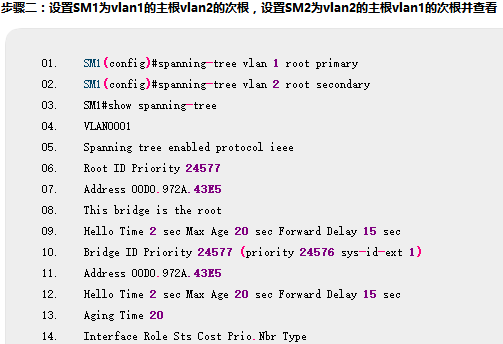 步骤二：设置SM1为vlan1的主根vlan2的次根，设置SM2为vlan2的主根vlan1的次根并查看
01. SM1(config)#spanning-tree vlan 1 root primary
02. SM1(config)#spanning-tree vlan 2 root secondary
03. SM1#show spanning-tree
04. VLAN0001
05. Spanning tree enabled protocol ieee
06. Root ID Priority 24577
07. Address 00D0.972A.43E5
08. This bridge is the root
09. Hello Time 2 sec Max Age 20 sec Forward Delay 15 sec
10. Bridge ID Priority 24577 (priority 24576 sys-id-ext 1)
11. Address 00D0.972A.43E5
12. Hello Time 2 sec Max Age 20 sec Forward Delay 15 sec
13. Aging Time 20
14. Interface Role Sts Cost Prio.Nbr Type